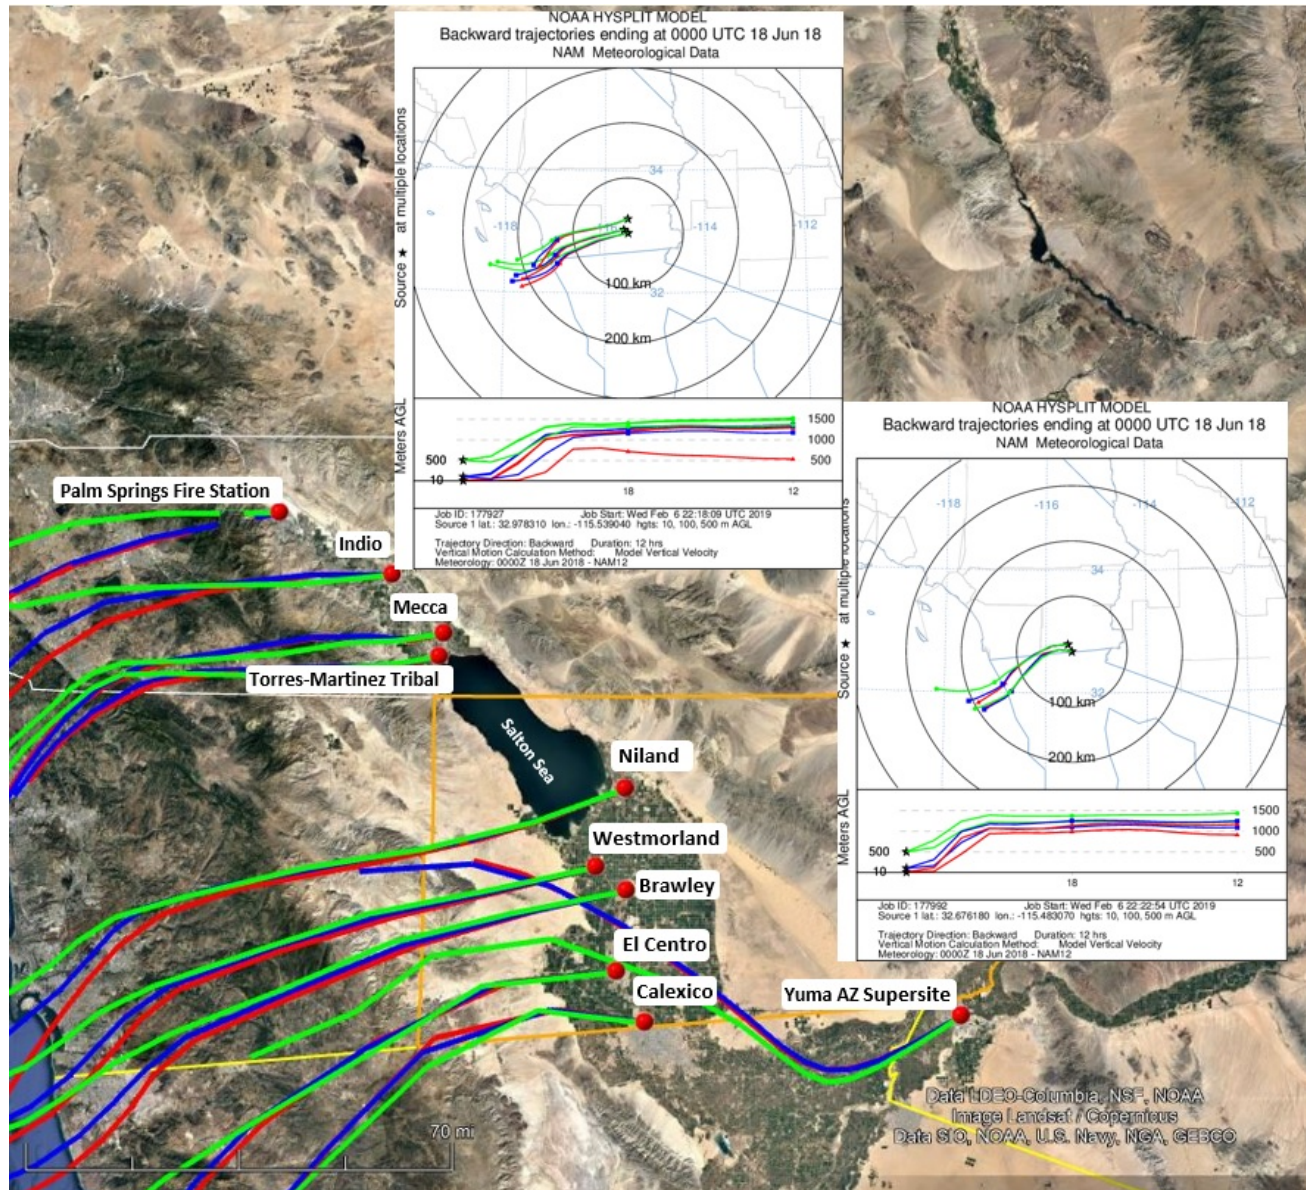 NOAA HYSPLIT MODEL
Backward trajectories ending at 0000 UTC 18 Jun 18
NAM Meteorological Data
Source ★ at multiple locations
34
-118
-116
-114
-112
100 km
32
200 km
Meters AGL
1500
1000
500
500
10
18
12
Job ID: 177927 Job Start: Wed Feb 6 22:18:09 UTC 2019
Source 1 lat.: 32.978310 lon.: -115.539040 hgts: 10, 100, 500 m AGL
Trajectory Direction: Backward Duration: 12 hrs
Vertical Motion Calculation Method: Model Vertical Velocity
Meteorology: 0000Z 18 Jun 2018 - NAM12
NOAA HYSPLIT MODEL
Backward trajectories ending at 0000 UTC 18 Jun 18
NAM Meteorological Data
Source ★ at multiple locations
-118
-116
-112
34
32
100 km
200 km
Meters AGL
1500
1000
500
500
10
18
12
Job ID: 177992 Job Start: Wed Feb 6 22:22:54 UTC 2019
Source 1 lat.: 32.676180 lon.: -115.483070 hgts: 10, 100, 500 m AGL
Trajectory Direction: Backward Duration: 12 hrs
Vertical Motion Calculation Method: Model Vertical Velocity
Meteorology: 0000Z 18 Jun 2018 - NAM12
Palm Springs Fire Station
Indio
Mecca
Torres-Martinez Tribal
Salton Sea
Niland
Westmorland
Brawley
El Centro
Calexico
Yuma AZ Supersite
70 mi
Data LDEO-Columbia, NSF, NOAA
Image Landsat / Copernicus
Data SIO, NOAA, U.S. Navy, NGA, GEBCO